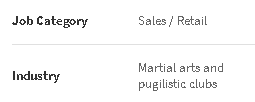 Job Category
Sales / Retail
Industry
Martial arts and
pugilistic clubs